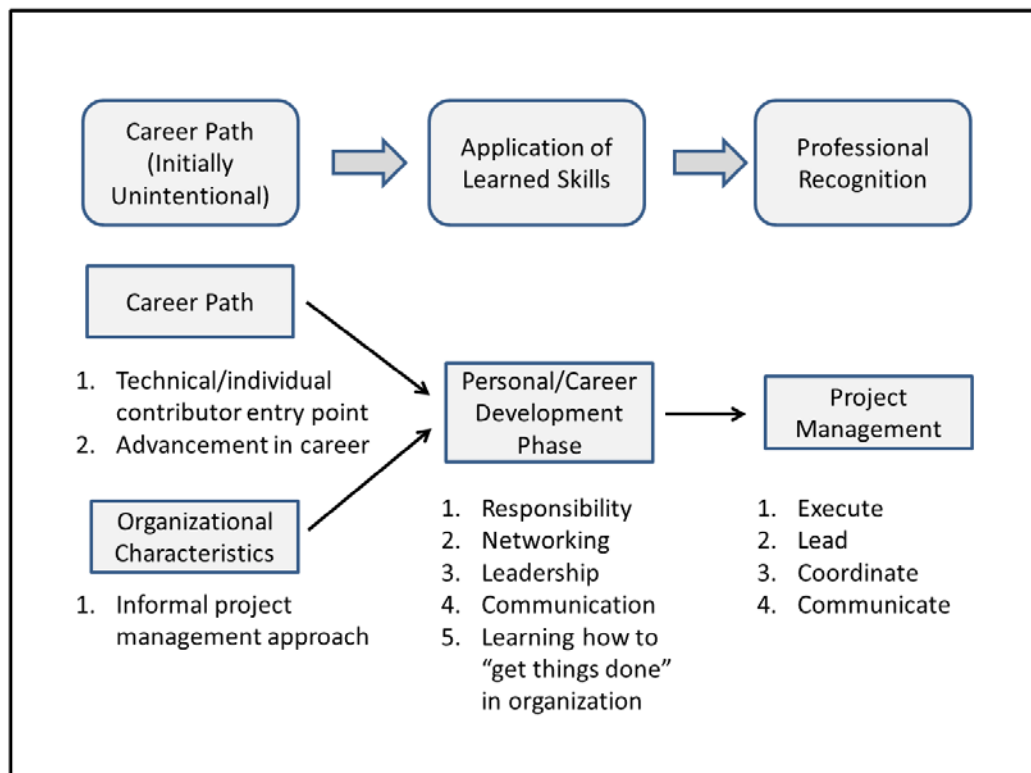 Career Path
(Initially
Unintentional)
Application of
Learned Skills
Professional
Recognition
Career Path
1. Technical/individual
contributor entry point
2. Advancement in career
Organizational
Characteristics
1. Informal project
management approach
Personal/Career
Development
Phase
1. Responsibility
2. Networking
3. Leadership
4. Communication
5. Learning how to
“get things done”
in organization
Project
Management
1. Execute
2. Lead
3. Coordinate
4. Communicate